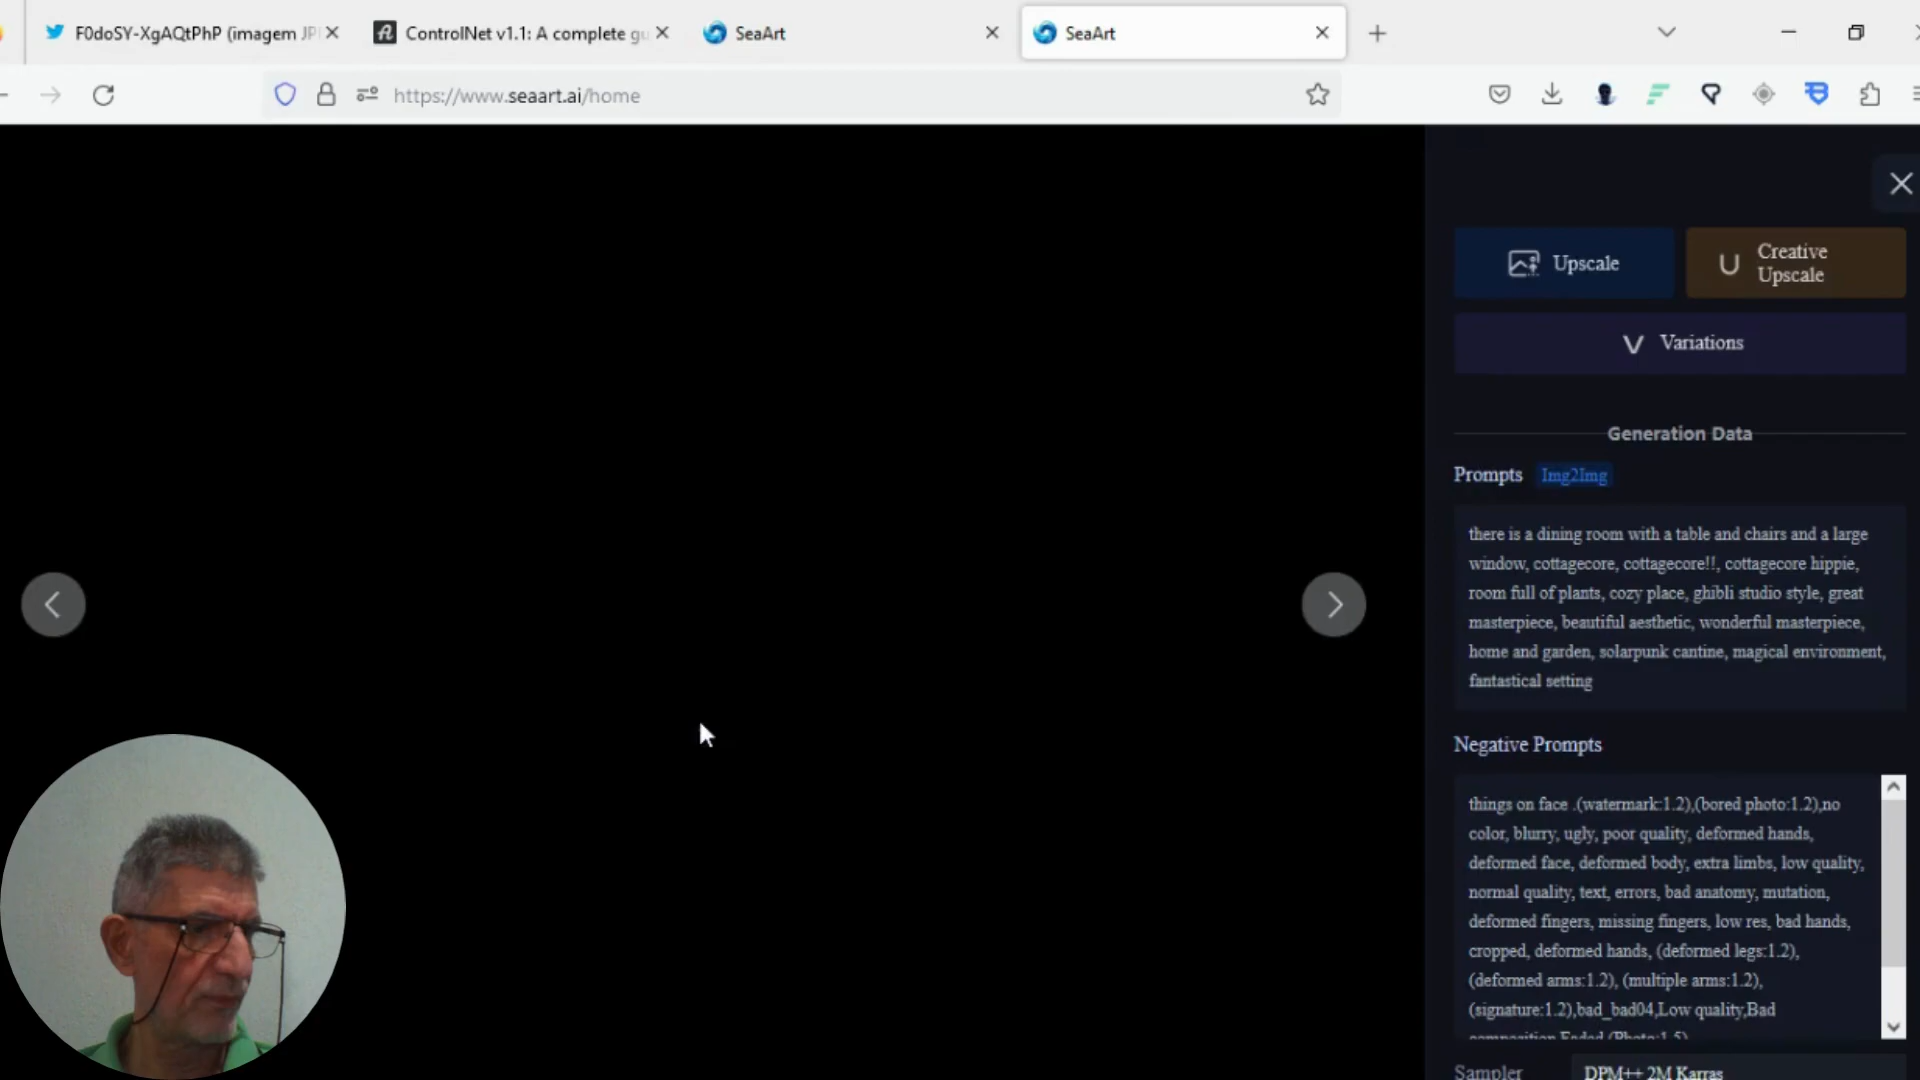 F0doSY-XgAQtPhP (imagem JP
ControlNet v1.1: A complete gu
SeaArt
SeaArt
https://www.seaart.ai/home
Upscale
Creative
Upscale
Variations
Generation Data
Prompts Img2Img
there is a dining room with a table and chairs and a large
window, cottagecore, cottagecore!!, cottagecore hippie,
room full of plants, cozy place, ghibli studio style, great
masterpiece, beautiful aesthetic, wonderful masterpiece,
home and garden, solarpunk cantine, magical environment,
fantastical setting
Negative Prompts
things on face .(watermark:1.2),(bored photo:1.2),no
color, blurry, ugly, poor quality, deformed hands,
deformed face, deformed body, extra limbs, low quality,
normal quality, text, errors, bad anatomy, mutation,
deformed fingers, missing fingers, low res, bad hands,
cropped, deformed hands, (deformed legs:1.2),
(deformed arms:1.2), (multiple arms:1.2),
(signature:1.2),bad_bad04,Low quality,Bad
composition,Faded,(Photo:1.5)
Sampler DPM++ 2M Karras